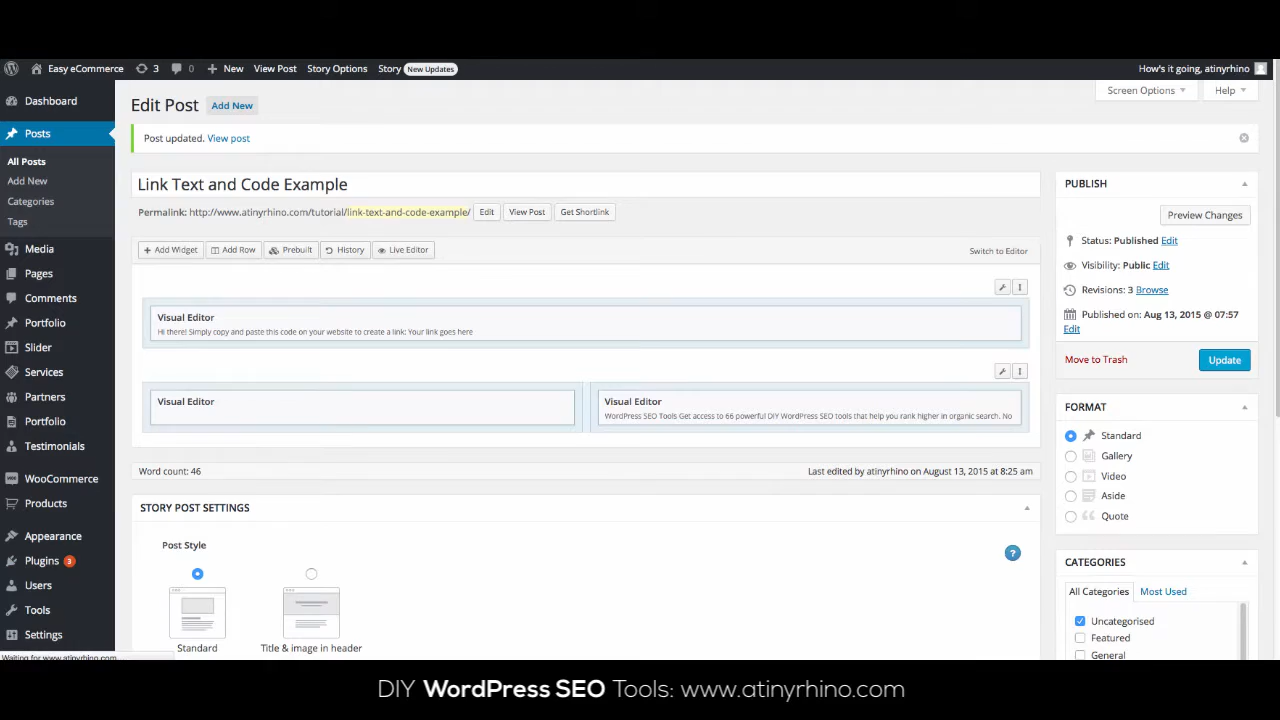 Easy eCommerce 3 0 New View Post Story Options Story New Updates How's it going, atinyrhino
Screen Options Help
Dashboard
Posts
All Posts
Add New
Categories
Tags
Media
Pages
Comments
Portfolio
Slider
Services
Partners
Portfolio
Testimonials
WooCommerce
Products
Appearance
Plugins 3
Users
Tools
Settings
Waiting for www.atinyrhino.com...
Edit Post Add New
Post updated. View post
Link Text and Code Example
Permalink: http://www.atinyrhino.com/tutorial/link-text-and-code-example/ Edit View Post Get Shortlink
Add Widget Add Row Prebuilt History Live Editor Switch to Editor
Visual Editor
Hi there! Simply copy and paste this code on your website to create a link: Your link goes here
Visual Editor
Visual Editor
WordPress SEO Tools Get access to 66 powerful DIY WordPress SEO tools that help you rank higher in organic search. No
Word count: 46 Last edited by atinyrhino on August 13, 2015 at 8:25 am
STORY POST SETTINGS
Post Style
?
Standard Title & image in header
PUBLISH
Preview Changes
Status: Published Edit
Visibility: Public Edit
Revisions: 3 Browse
Published on: Aug 13, 2015 @ 07:57
Edit
Move to Trash Update
FORMAT
Standard
Gallery
Video
Aside
Quote
CATEGORIES
All Categories Most Used
Uncategorised
Featured
General
DIY WordPress SEO Tools: www.atinyrhino.com